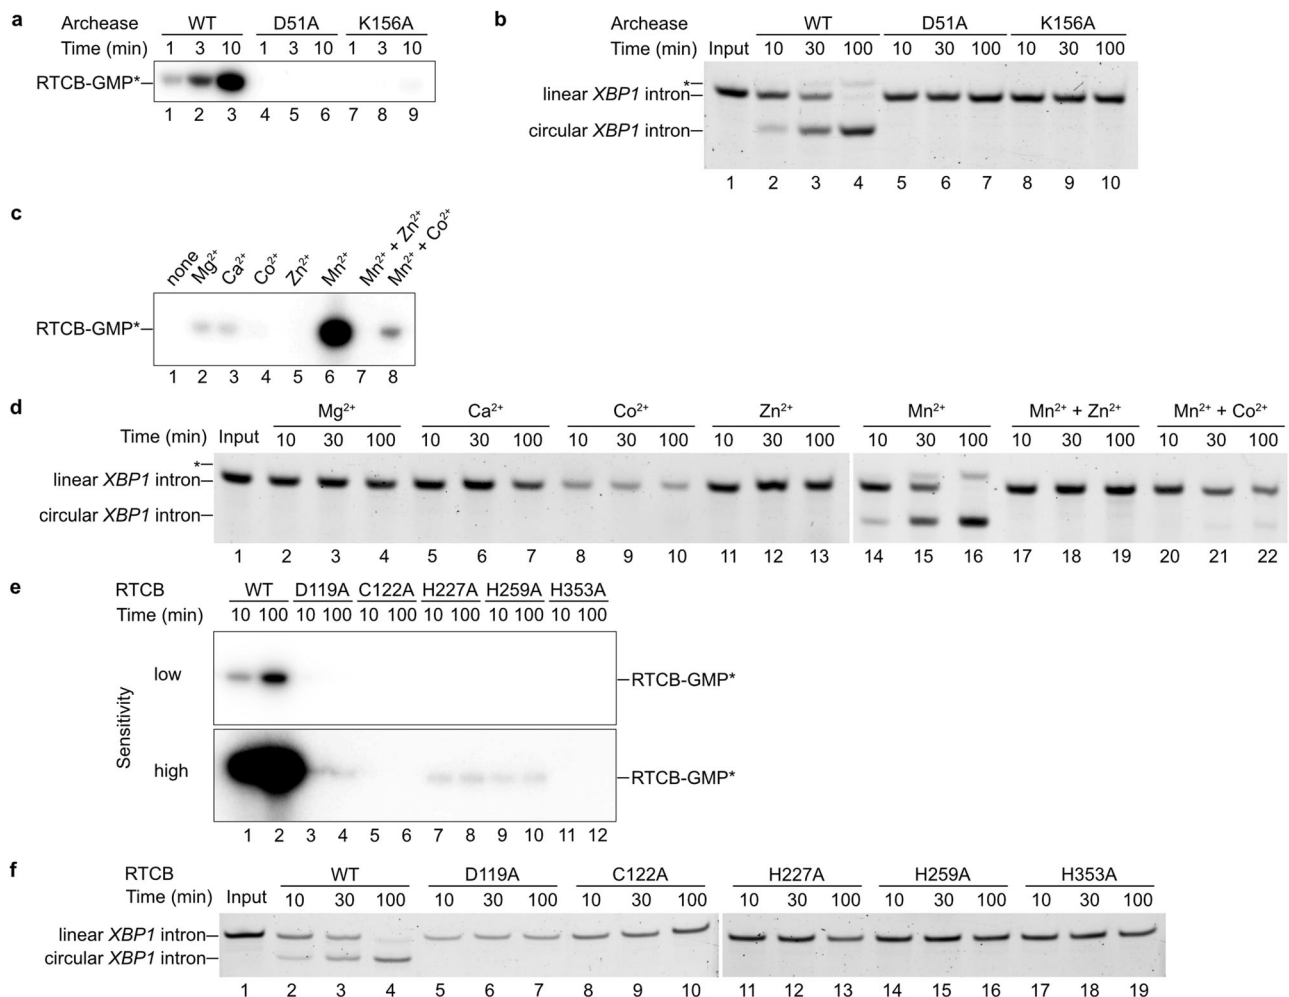 a
Archease WT D51A K156A
Time (min) 1 3 10 1 3 10 1 3 10
RTCB-GMP*
1 2 3 4 5 6 7 8 9
b
Archease WT D51A K156A
Time (min) Input 10 30 100 10 30 100 10 30 100
*
linear XBP1 intron
circular XBP1 intron
1 2 3 4 5 6 7 8 9 10
c
none Mg²⁺ Ca²⁺ Co²⁺ Zn²⁺ Mn²⁺ Mn²⁺ + Zn²⁺ Mn²⁺ + Co²⁺
RTCB-GMP*
1 2 3 4 5 6 7 8
d
Mg²⁺ Ca²⁺ Co²⁺ Zn²⁺ Mn²⁺ Mn²⁺ + Zn²⁺ Mn²⁺ + Co²⁺
Time (min) Input 10 30 100 10 30 100 10 30 100 10 30 100 10 30 100 10 30 100 10 30 100
*
linear XBP1 intron
circular XBP1 intron
1 2 3 4 5 6 7 8 9 10 11 12 13 14 15 16 17 18 19 20 21 22
e
RTCB WT D119A C122A H227A H259A H353A
Time (min) 10 100 10 100 10 100 10 100 10 100 10 100
Sensitivity
low RTCB-GMP*
high RTCB-GMP*
1 2 3 4 5 6 7 8 9 10 11 12
f
RTCB WT D119A C122A H227A H259A H353A
Time (min) Input 10 30 100 10 30 100 10 30 100 10 30 100 10 30 100 10 30 100
linear XBP1 intron
circular XBP1 intron
1 2 3 4 5 6 7 8 9 10 11 12 13 14 15 16 17 18 19